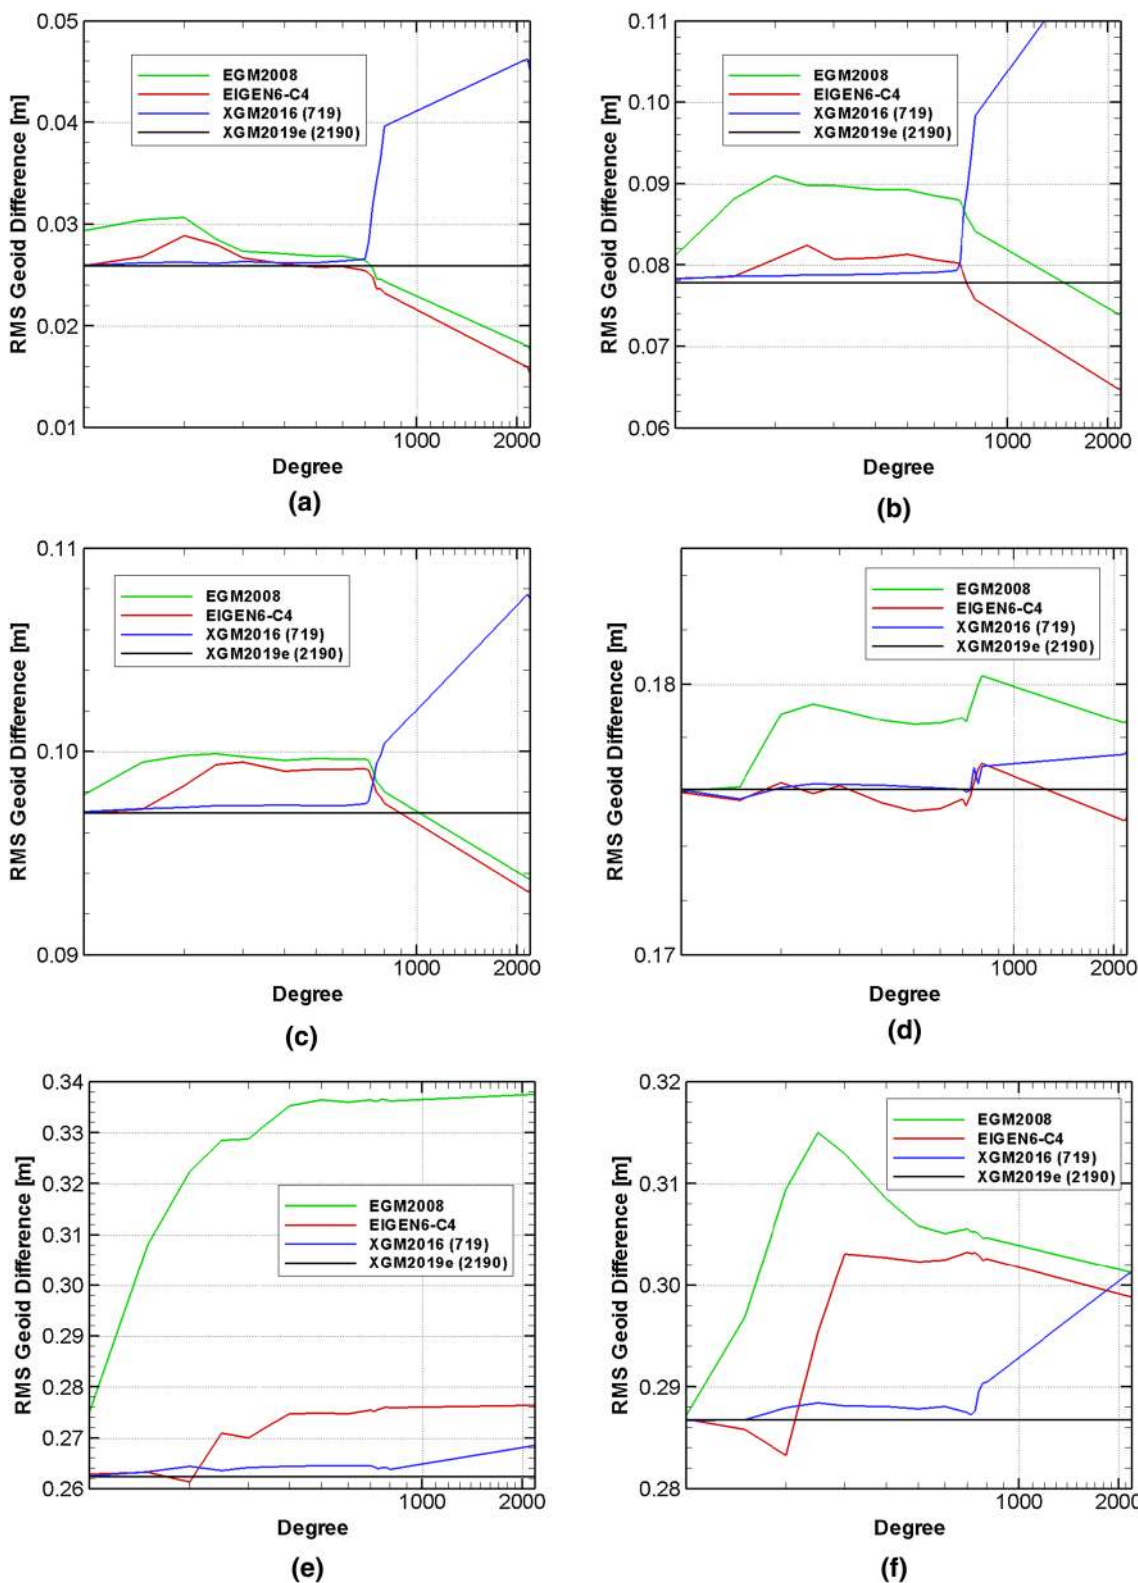 0.05
0.04
0.03
0.02
0.01
RMS Geoid Difference [m]
EGM2008
EIGEN6-C4
XGM2016 (719)
XGM2019e (2190)
1000
2000
Degree
(a)
0.11
0.10
0.09
0.08
0.07
0.06
RMS Geoid Difference [m]
EGM2008
EIGEN6-C4
XGM2016 (719)
XGM2019e (2190)
1000
2000
Degree
(b)
0.11
0.10
0.09
RMS Geoid Difference [m]
EGM2008
EIGEN6-C4
XGM2016 (719)
XGM2019e (2190)
1000
2000
Degree
(c)
0.18
0.17
RMS Geoid Difference [m]
EGM2008
EIGEN6-C4
XGM2016 (719)
XGM2019e (2190)
1000
2000
Degree
(d)
0.34
0.33
0.32
0.31
0.30
0.29
0.28
0.27
0.26
RMS Geoid Difference [m]
EGM2008
EIGEN6-C4
XGM2016 (719)
XGM2019e (2190)
1000
2000
Degree
(e)
0.32
0.31
0.30
0.29
0.28
RMS Geoid Difference [m]
EGM2008
EIGEN6-C4
XGM2016 (719)
XGM2019e (2190)
1000
2000
Degree
(f)